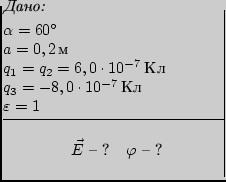 Дано:
α = 60°
a = 0,2 м
q₁ = q₂ = 6,0 · 10⁻⁷ Кл
q₃ = −8,0 · 10⁻⁷ Кл
ε = 1
E⃗ – ? φ – ?